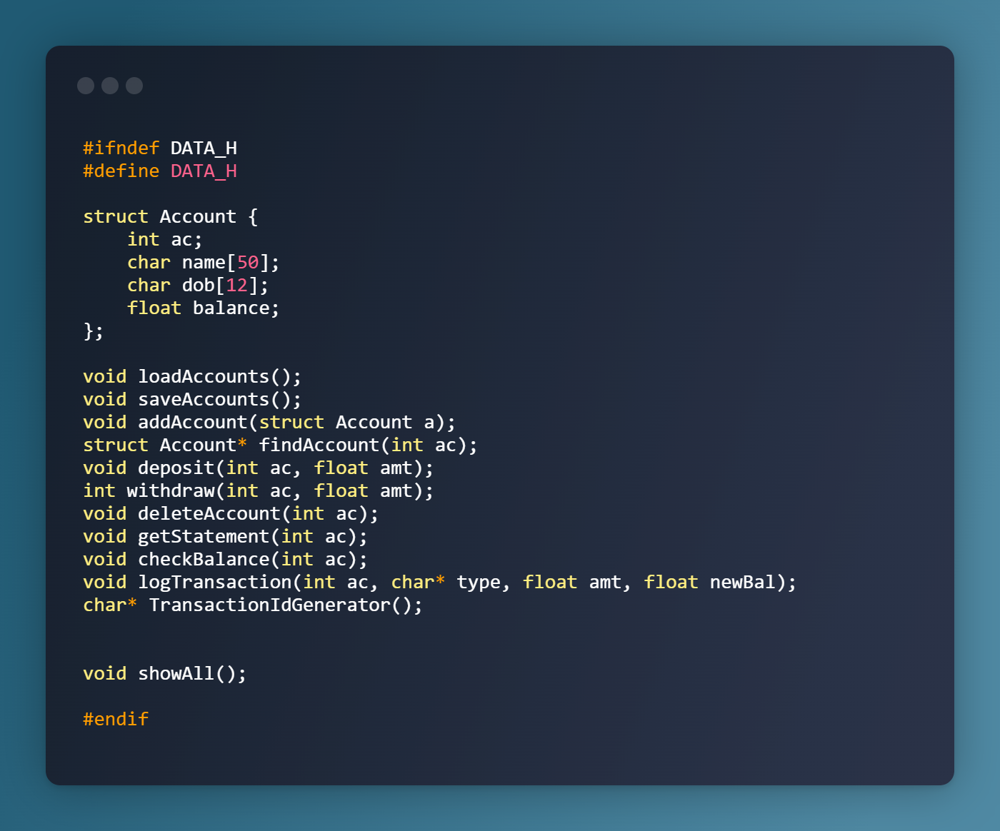 #ifndef DATA_H
#define DATA_H

struct Account {
    int ac;
    char name[50];
    char dob[12];
    float balance;
};

void loadAccounts();
void saveAccounts();
void addAccount(struct Account a);
struct Account* findAccount(int ac);
void deposit(int ac, float amt);
int withdraw(int ac, float amt);
void deleteAccount(int ac);
void getStatement(int ac);
void checkBalance(int ac);
void logTransaction(int ac, char* type, float amt, float newBal);
char* TransactionIdGenerator();


void showAll();

#endif